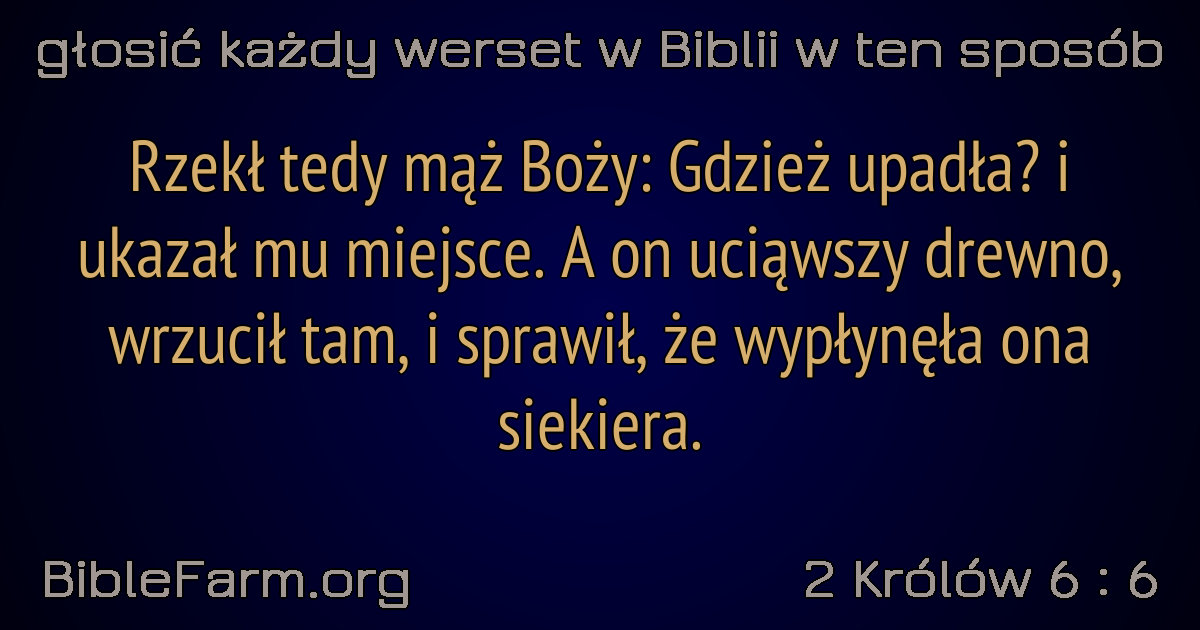 głosić każdy werset w Biblii w ten sposób
Rzekł tedy mąż Boży: Gdzież upadła? i
ukazał mu miejsce. A on uciąwszy drewno,
wrzucił tam, i sprawił, że wypłynęła ona
siekiera.
BibleFarm.org
2 Królów 6 : 6